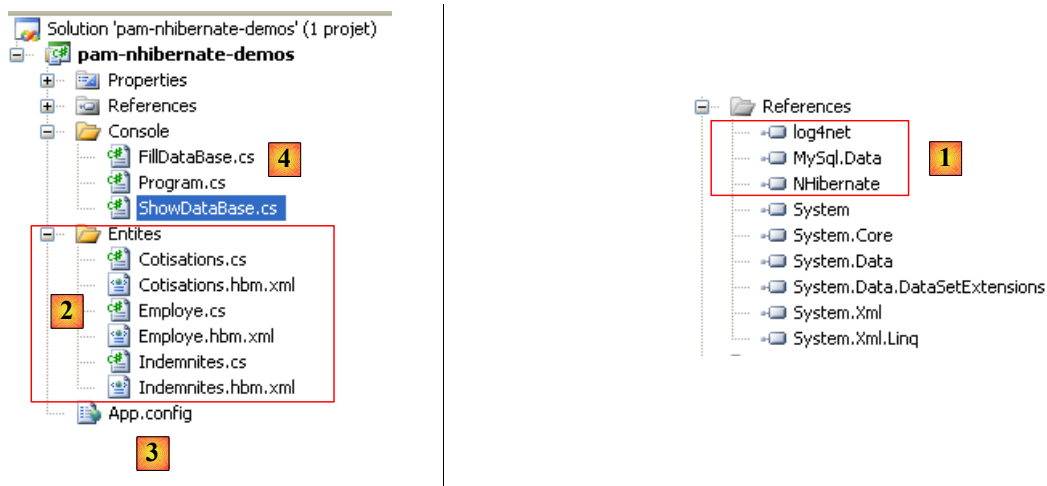 Solution 'pam-nhibernate-demos' (1 projet)
pam-nhibernate-demos
Properties
References
Console
FillDataBase.cs
4
Program.cs
ShowDataBase.cs
Entites
Cotisations.cs
Cotisations.hbm.xml
2
Employe.cs
Employe.hbm.xml
Indemnites.cs
Indemnites.hbm.xml
App.config
3
References
log4net
MySql.Data
1
NHibernate
System
System.Core
System.Data
System.Data.DataSetExtensions
System.Xml
System.Xml.Linq